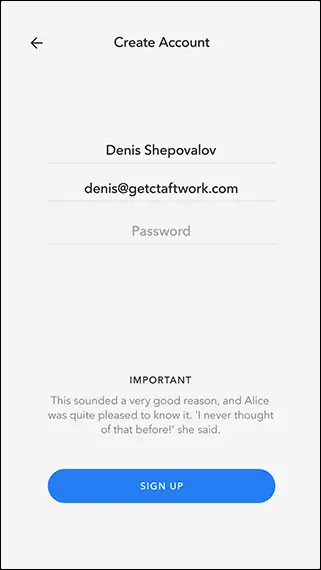 Create Account
Denis Shepovalov
denis@getctaftwork.com
Password
IMPORTANT
This sounded a very good reason, and Alice
was quite pleased to know it. 'I never thought
of that before!' she said.
SIGN UP